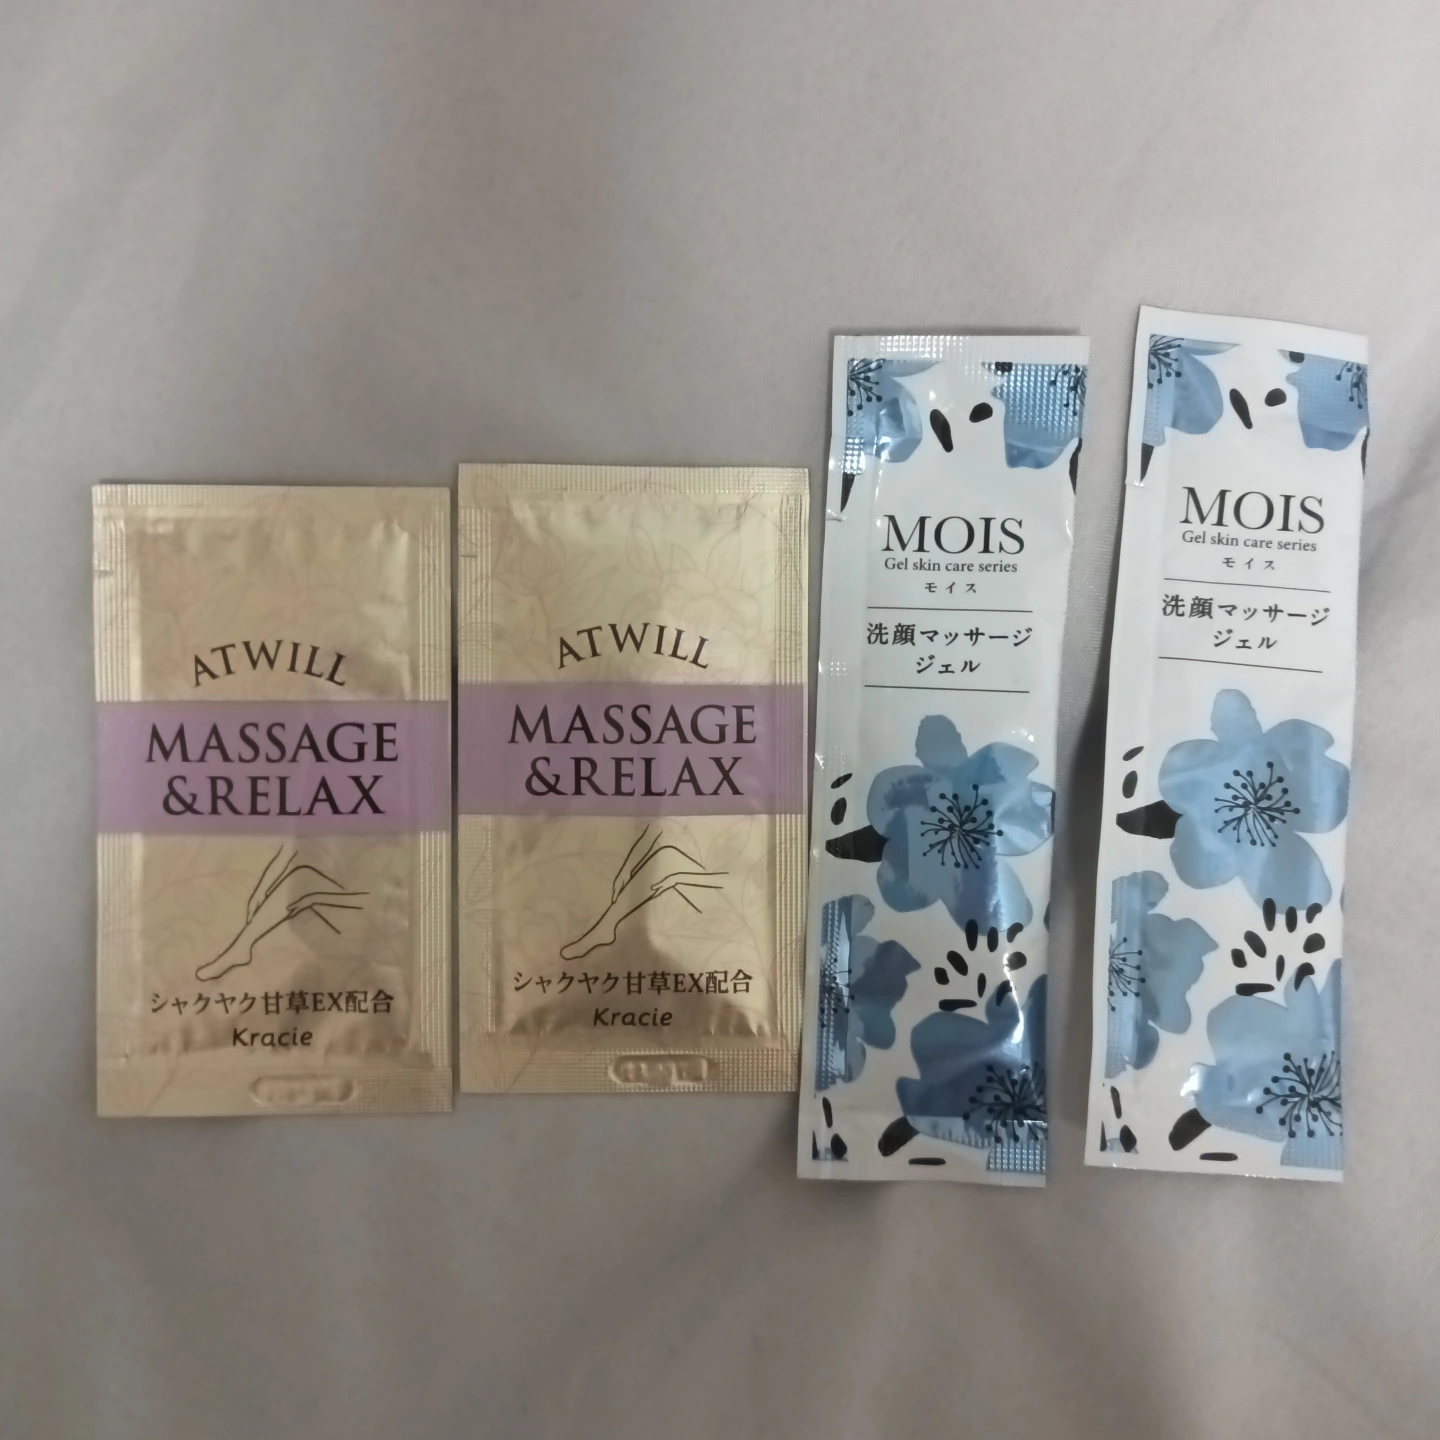 ATWILL
MASSAGE
&RELAX
シャクヤク甘草EX配合
Kracie
ATWILL
MASSAGE
&RELAX
シャクヤク甘草EX配合
Kracie
MOIS
Gel skin care series
モイス
洗顔マッサージ
ジェル
MOIS
Gel skin care series
モイス
洗顔マッサージ
ジェル